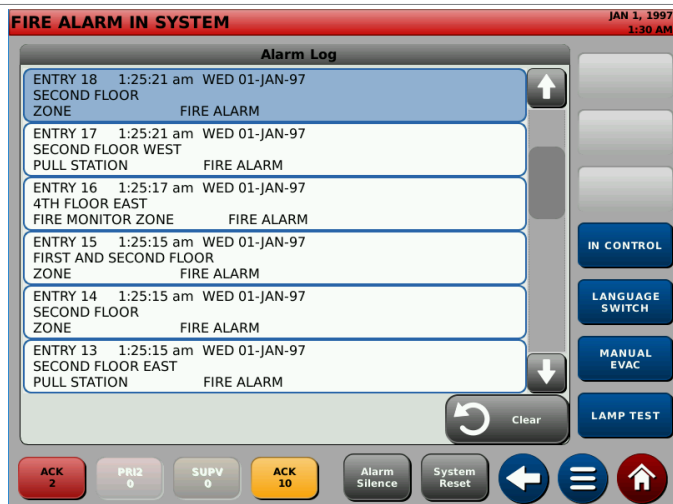 FIRE ALARM IN SYSTEM
JAN 1, 1997
1:30 AM
Alarm Log
ENTRY 18 1:25:21 am WED 01-JAN-97
SECOND FLOOR
ZONE FIRE ALARM
ENTRY 17 1:25:21 am WED 01-JAN-97
SECOND FLOOR WEST
PULL STATION FIRE ALARM
ENTRY 16 1:25:17 am WED 01-JAN-97
4TH FLOOR EAST
FIRE MONITOR ZONE FIRE ALARM
ENTRY 15 1:25:15 am WED 01-JAN-97
FIRST AND SECOND FLOOR
ZONE FIRE ALARM
ENTRY 14 1:25:15 am WED 01-JAN-97
SECOND FLOOR
ZONE FIRE ALARM
ENTRY 13 1:25:15 am WED 01-JAN-97
SECOND FLOOR EAST
PULL STATION FIRE ALARM
Clear
IN CONTROL
LANGUAGE
SWITCH
MANUAL
EVAC
LAMP TEST
ACK
2
PRI2
0
SUPV
0
ACK
10
Alarm
Silence
System
Reset